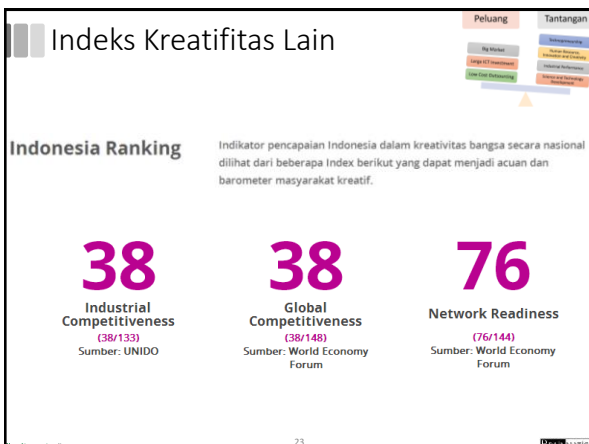 Indeks Kreatifitas Lain
Peluang
Tantangan
Big Market
Large ICT Investment
Low Cost Outsourcing
Technopreneurship
Human Resource,
Innovation and Creativity
Industrial Performance
Science and Technology
Development
Indonesia Ranking
Indikator pencapaian Indonesia dalam kreativitas bangsa secara nasional
dilihat dari beberapa Index berikut yang dapat menjadi acuan dan
barometer masyarakat kreatif.
38
Industrial
Competitiveness
(38/133)
Sumber: UNIDO
38
Global
Competitiveness
(38/148)
Sumber: World Economy
Forum
76
Network Readiness
(76/144)
Sumber: World Economy
Forum
23